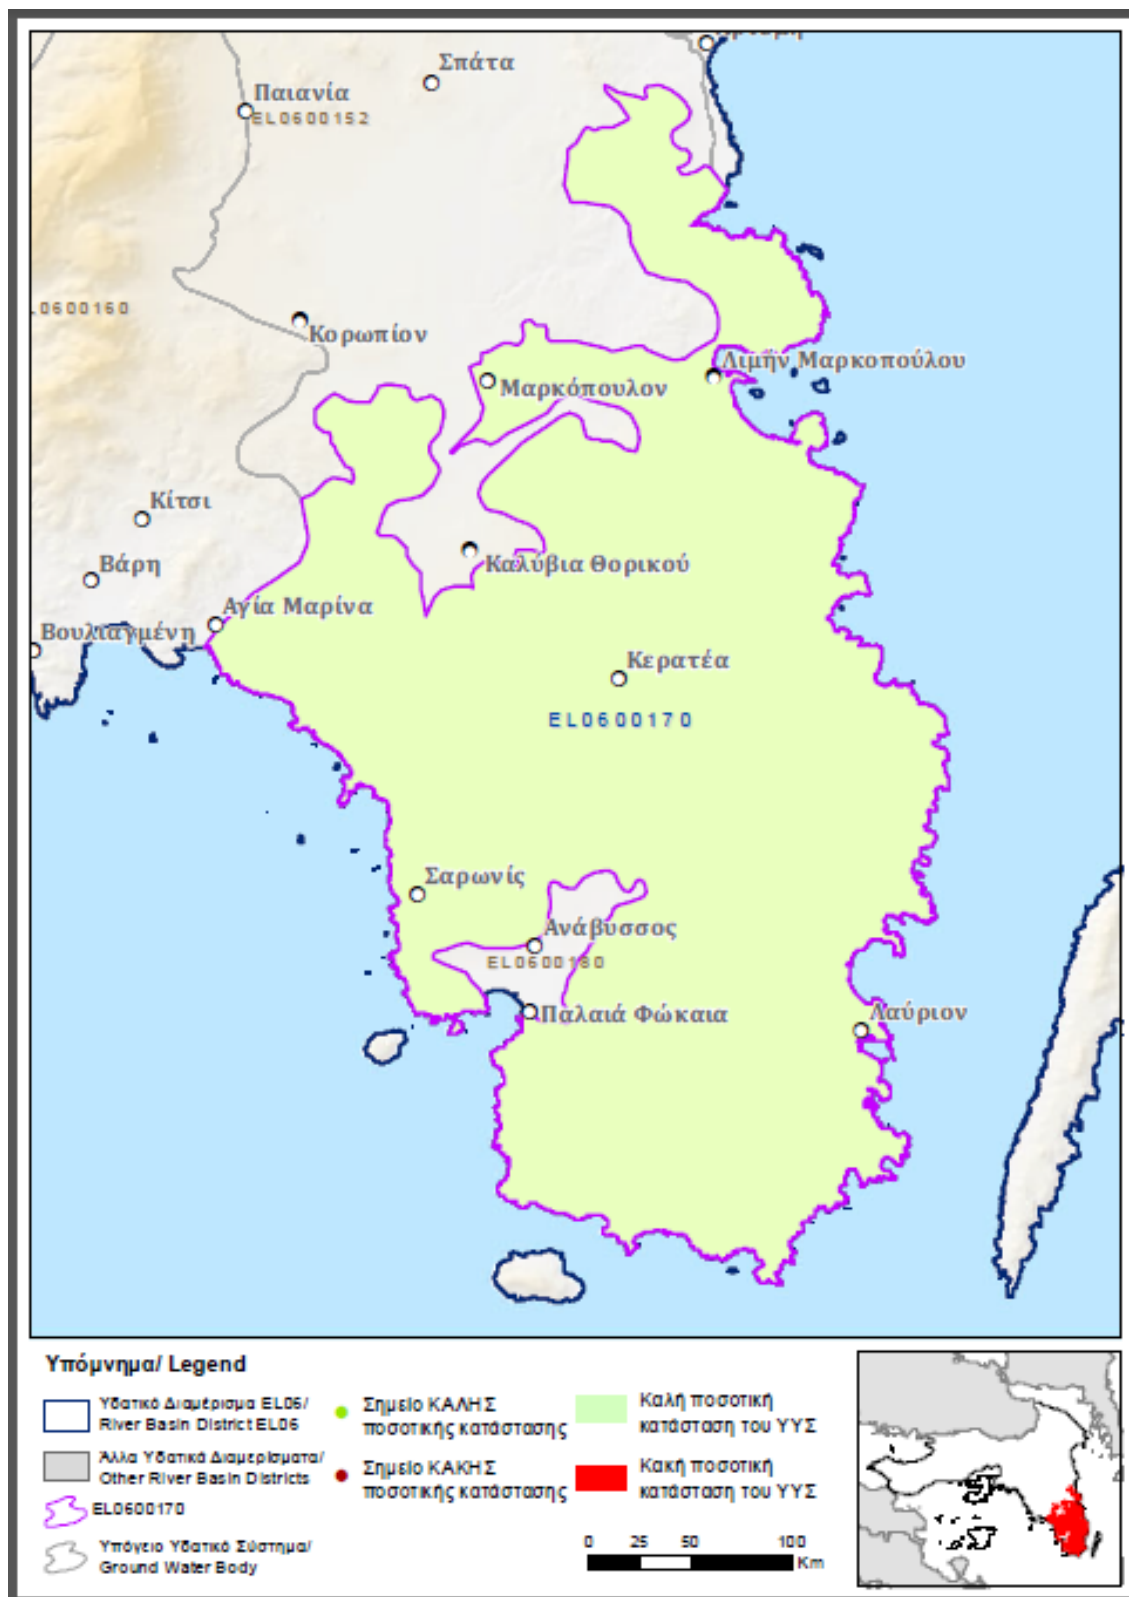 Σπάτα
Παιανία
EL0600152
L0600160
Κορωπίον
Λιμήν Μαρκοπούλου
Μαρκόπουλον
Κίτσι
Βάρη
Καλύβια Θορικού
Αγία Μαρίνα
Βουλιαγμένη
Κερατέα
EL0600170
Σαρωνίς
Ανάβυσσος
EL0600180
Παλαιά Φώκαια
Λαύριον
Υπόμνημα/ Legend
Υδατικό Διαμέρισμα EL06/
River Basin District EL06
Άλλα Υδατικά Διαμερίσματα/
Other River Basin Districts
EL0600170
Υπόγειο Υδατικό Σύστημα/
Ground Water Body
Σημείο ΚΑΛΗΣ
ποσοτικής κατάστασης
Σημείο ΚΑΚΗΣ
ποσοτικής κατάστασης
Καλή ποσοτική
κατάσταση του ΥΥΣ
Κακή ποσοτική
κατάσταση του ΥΥΣ
0 25 50 100
Km